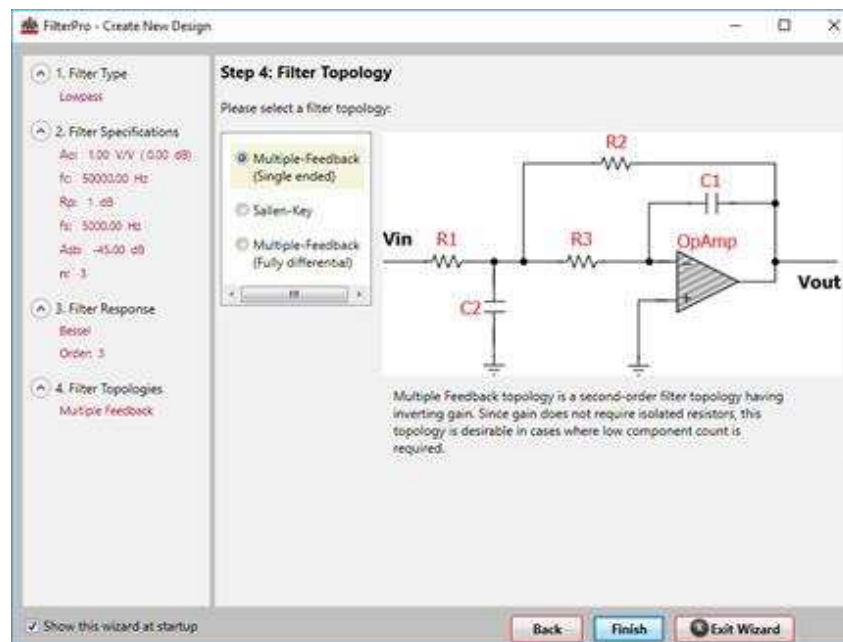 FilterPro - Create New Design
1. Filter Type
Lowpass
2. Filter Specifications
Ao: 1.00 V/V ( 0.00 dB)
fc: 50000.00 Hz
Rp: 1 dB
fs: 5000.00 Hz
Asb: -45.00 dB
n: 3
3. Filter Response
Bessel
Order: 3
4. Filter Topologies
Multiple Feedback
Step 4: Filter Topology
Please select a filter topology:
Multiple-Feedback
(Single ended)
Sallen-Key
Multiple-Feedback
(Fully differential)
R2
C1
Vin R1 R3 OpAmp
Vout
C2
Multiple Feedback topology is a second-order filter topology having
inverting gain. Since gain does not require isolated resistors, this
topology is desirable in cases where low component count is
required.
Show this wizard at startup
Back
Finish
Exit Wizard